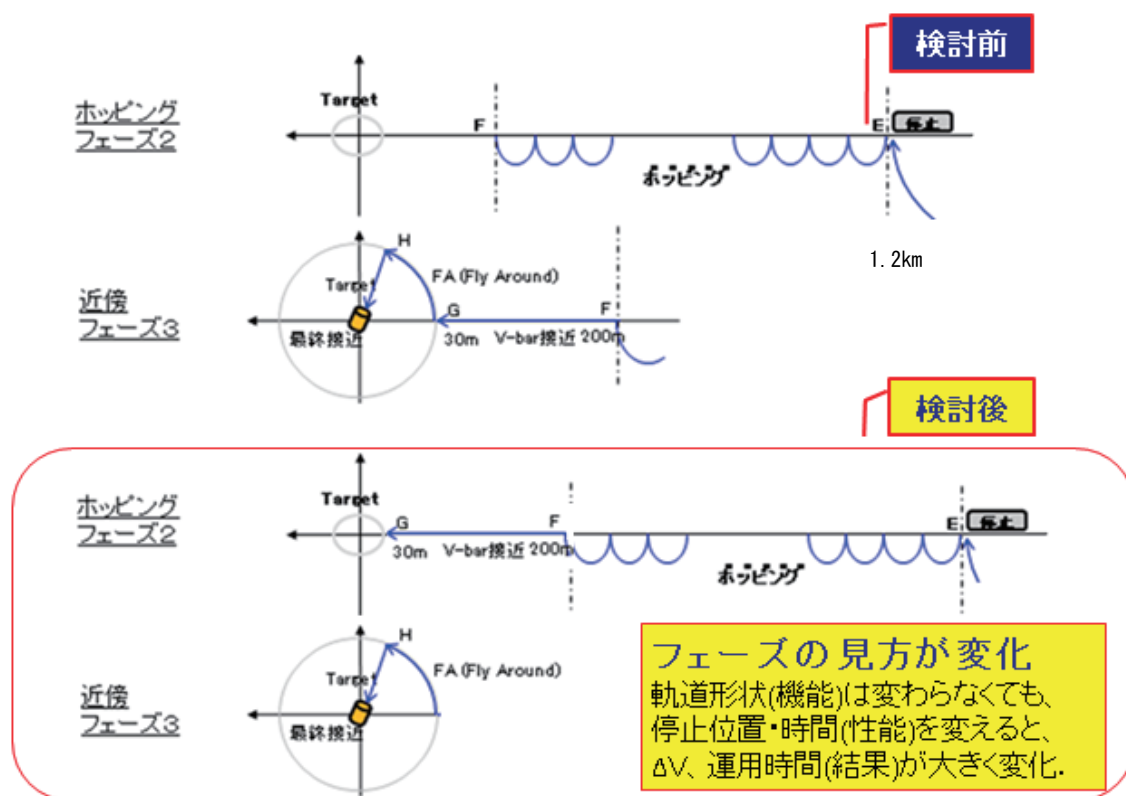 検討前
ホッピング
フェーズ2
Target
F
E
停止
ホッピング
1.2km
近傍
フェーズ3
H
FA (Fly Around)
Target
G
F
最終接近
30m V-bar接近 200m
検討後
ホッピング
フェーズ2
Target
G
F
E
停止
30m V-bar接近 200m
ホッピング
近傍
フェーズ3
H
FA (Fly Around)
Target
最終接近
フェーズの見方が変化
軌道形状(機能)は変わらなくても、
停止位置・時間(性能)を変えると、
ΔV、運用時間(結果)が大きく変化.